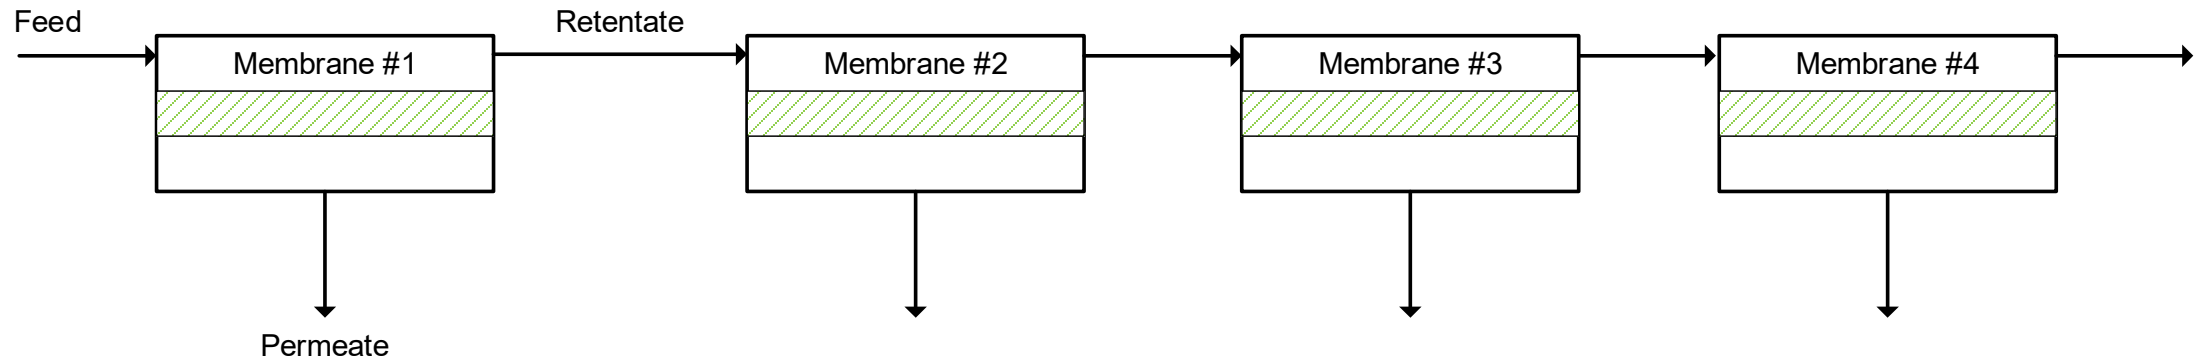 Feed
Retentate
Membrane #1
Membrane #2
Membrane #3
Membrane #4
Permeate